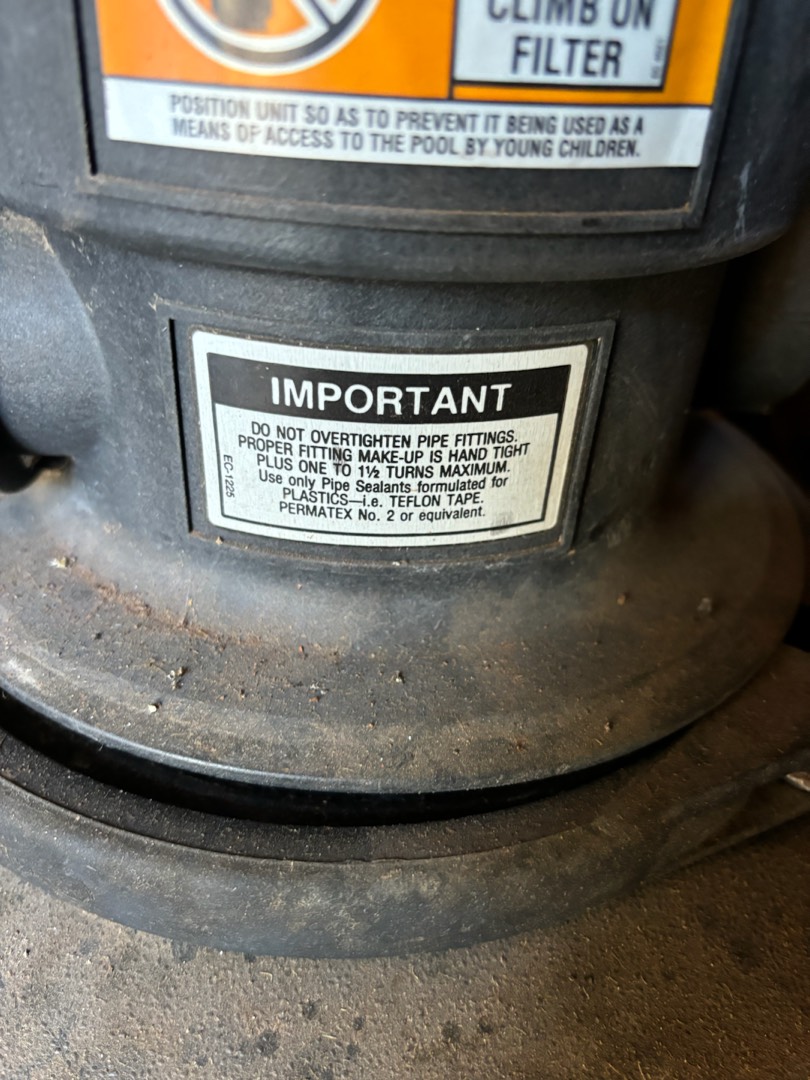 CLIMB ON
FILTER
POSITION UNIT SO AS TO PREVENT IT BEING USED AS A
MEANS OF ACCESS TO THE POOL BY YOUNG CHILDREN.
IMPORTANT
DO NOT OVERTIGHTEN PIPE FITTINGS.
PROPER FITTING MAKE-UP IS HAND TIGHT
PLUS ONE TO 1½ TURNS MAXIMUM.
Use only Pipe Sealants formulated for
PLASTICS—i.e. TEFLON TAPE.
PERMATEX No. 2 or equivalent.
EC-1225